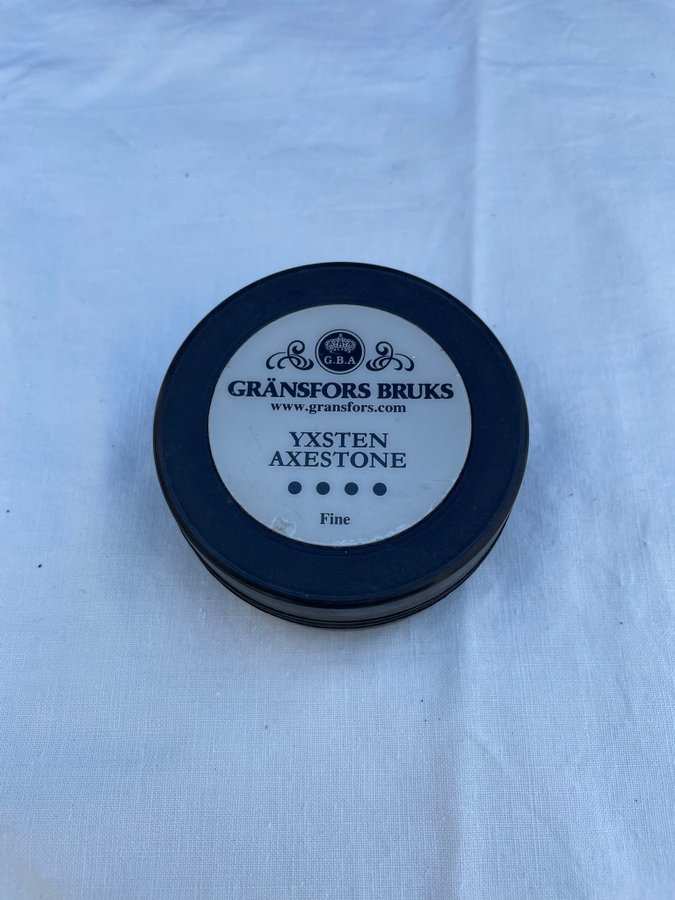 G.B.A
GRÄNSFORS BRUKS
www.gransfors.com
YXSTEN
AXESTONE
Fine